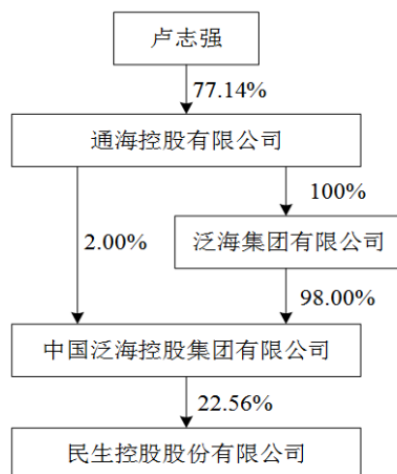 卢志强
77.14%
通海控股有限公司
100%
2.00%
泛海集团有限公司
98.00%
中国泛海控股集团有限公司
22.56%
民生控股股份有限公司